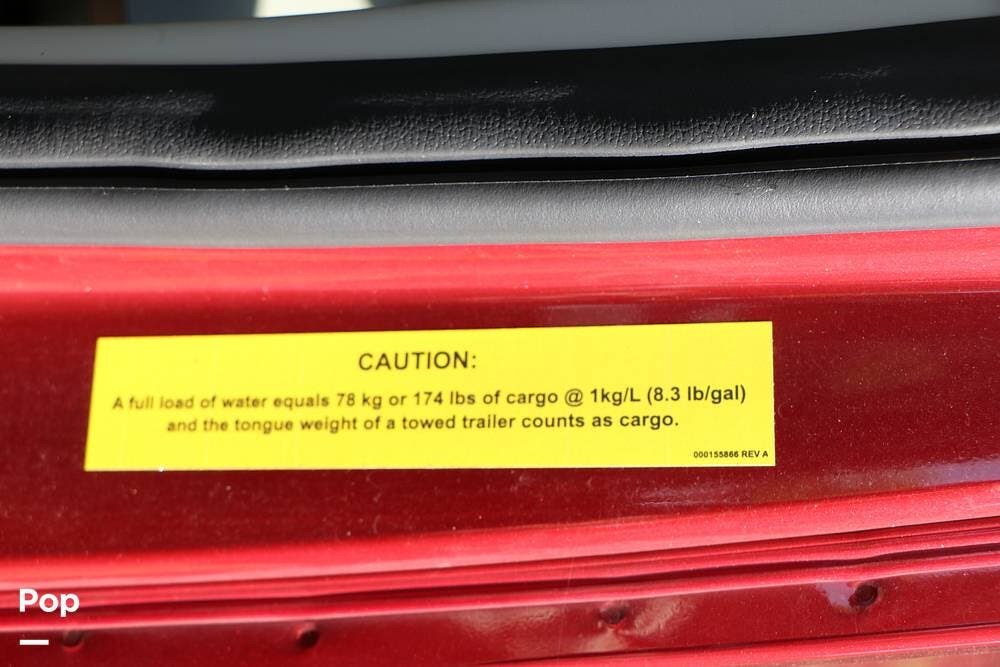 CAUTION:
A full load of water equals 78 kg or 174 lbs of cargo @ 1kg/L (8.3 lb/gal)
and the tongue weight of a towed trailer counts as cargo.
000155866 REV A
Pop